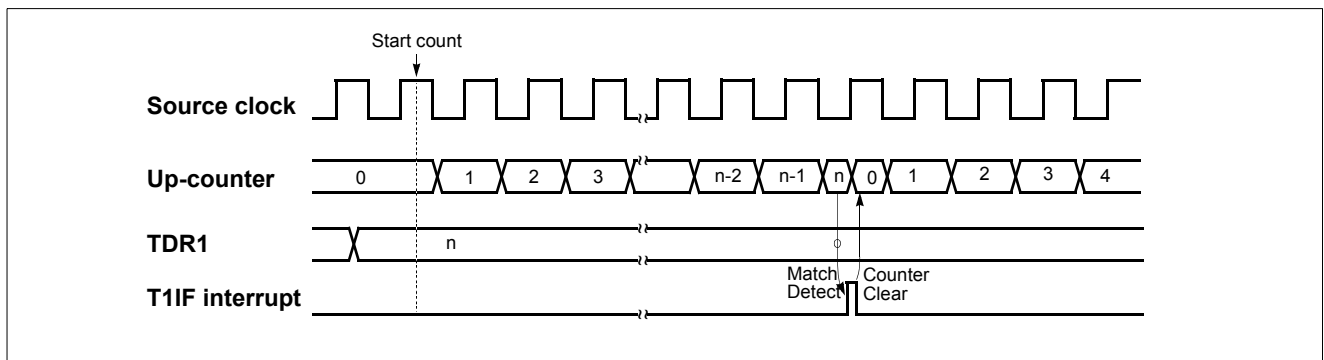 Start count
Source clock
Up-counter
0 1 2 3 n-2 n-1 n 0 1 2 3 4
TDR1
n
Match Detect
Counter Clear
T1IF interrupt